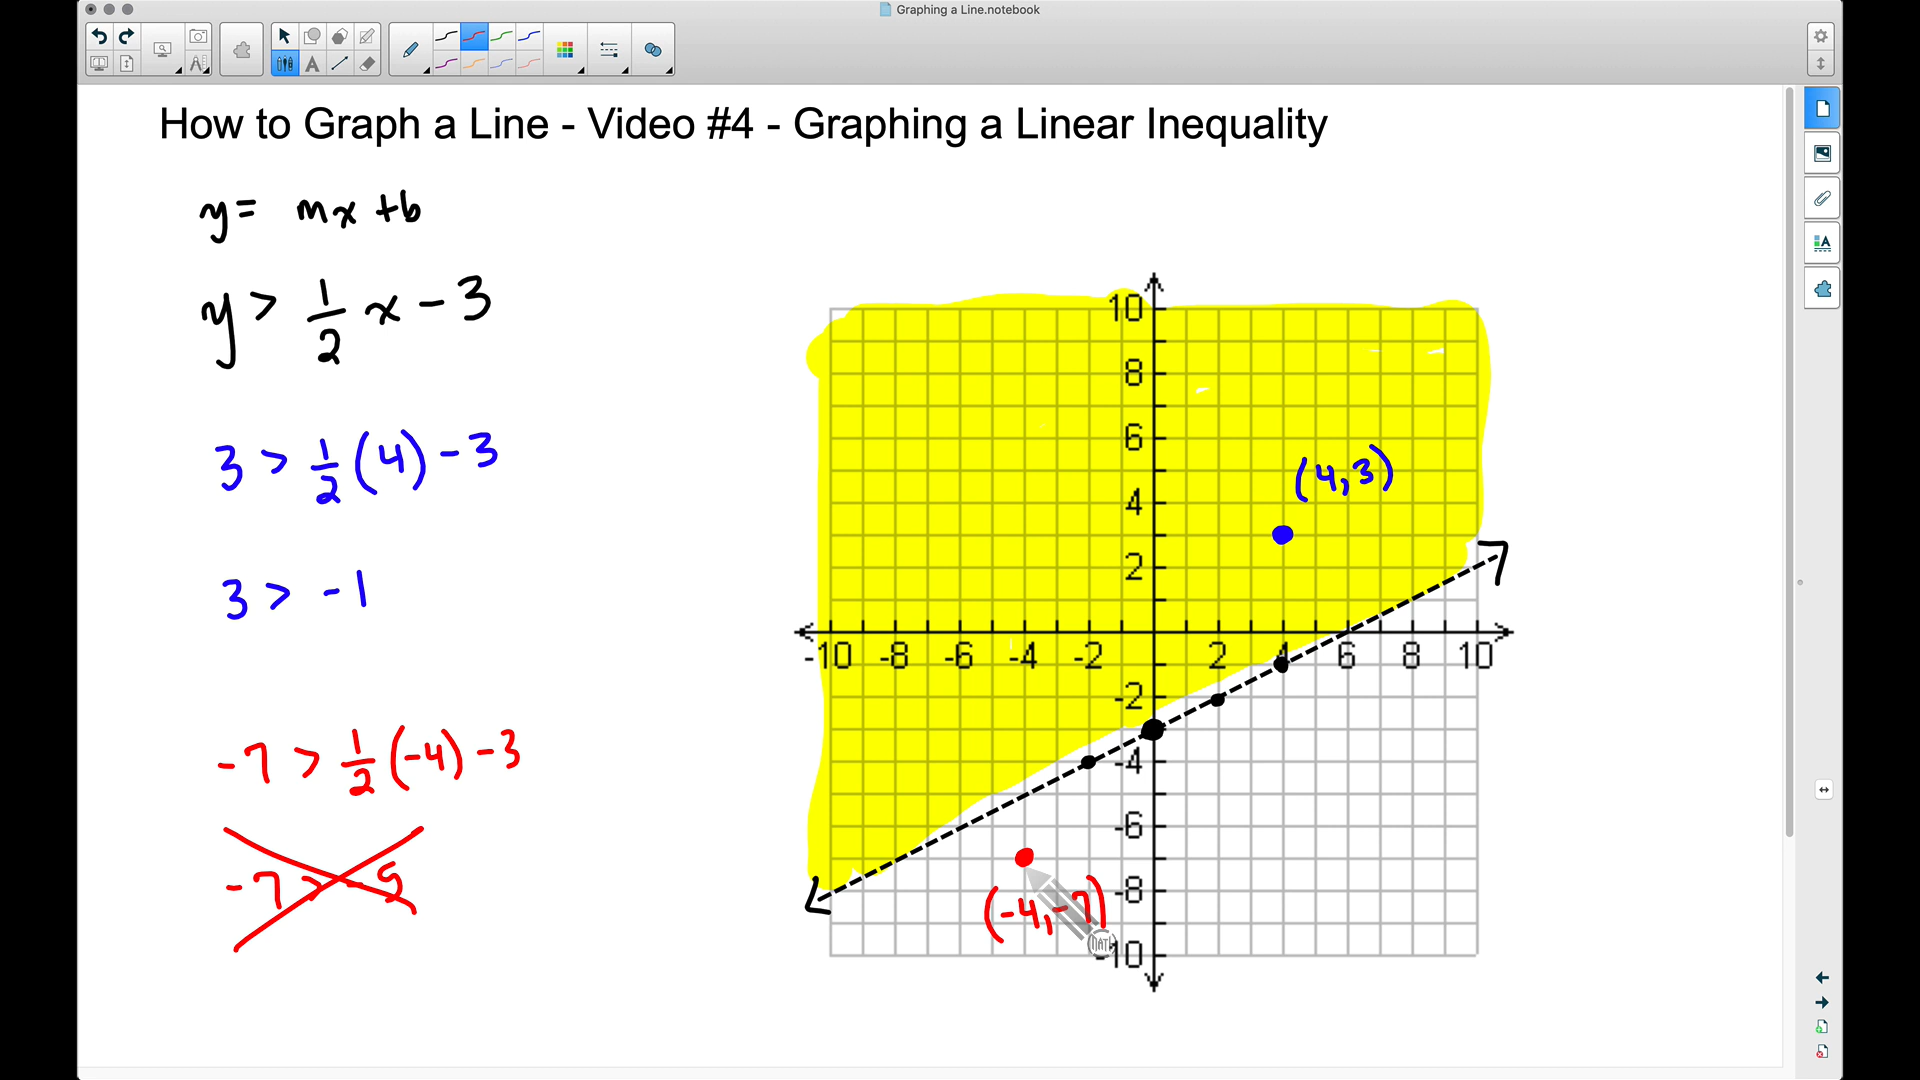 Graphing a Line.notebook
How to Graph a Line - Video #4 - Graphing a Linear Inequality
y = mx + b
y > 1/2 x - 3
3 > 1/2 (4) - 3
3 > -1
-7 > 1/2 (-4) - 3
-7 > -5
10
8
6
4
2
-10 -8 -6 -4 -2 2 4 6 8 10
-2
-4
-6
-8
-10
(4,3)
(-4,-7)